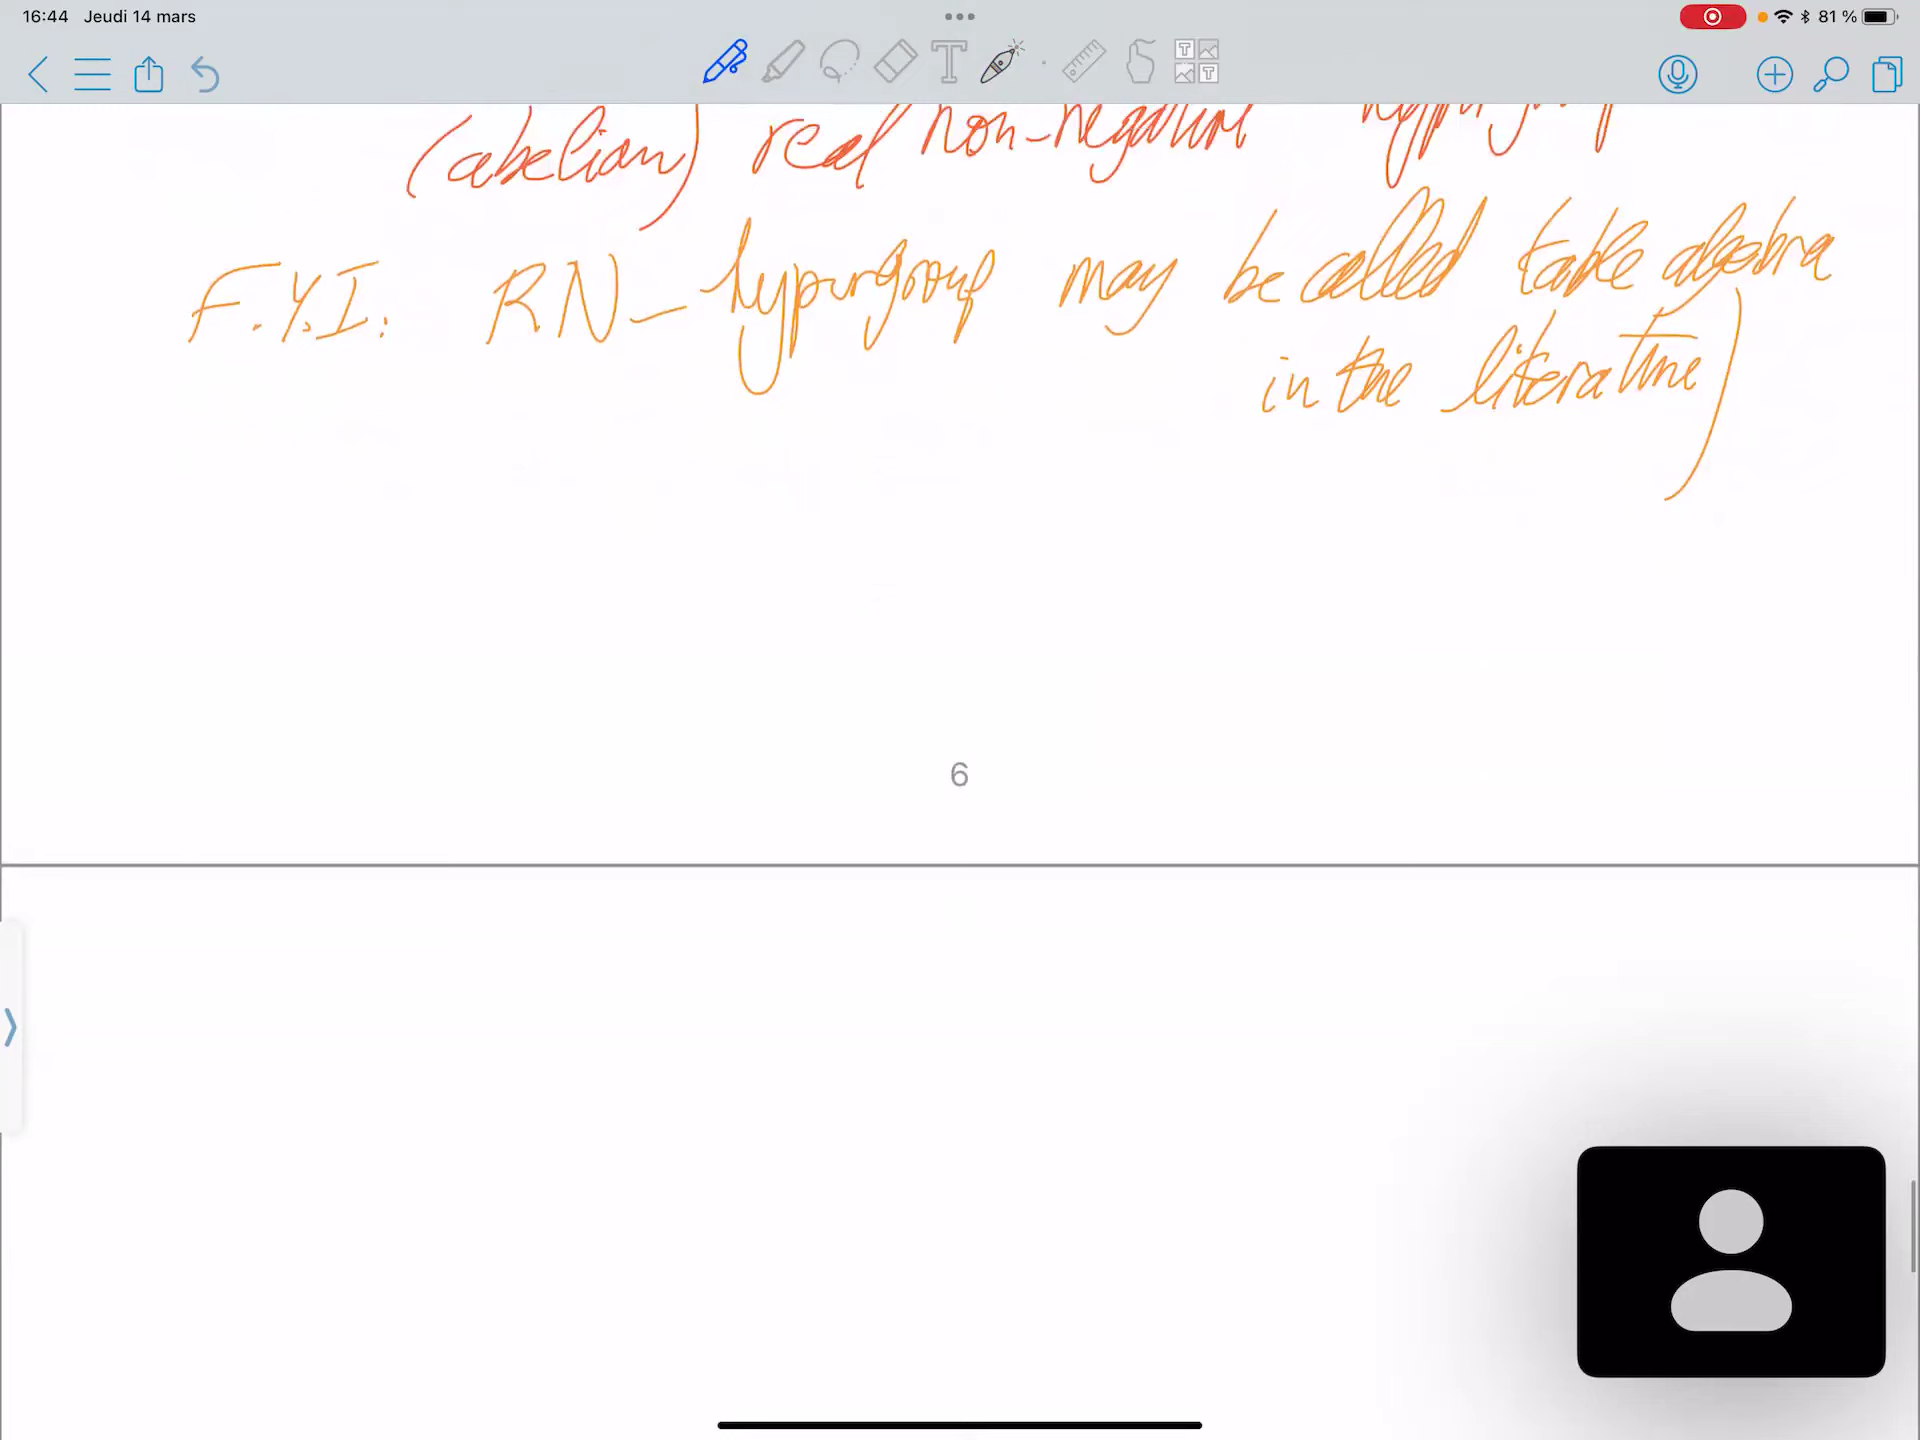 16:44 Jeudi 14 mars
81 %
(abelian) real non-negative
F.Y.I. RN-hypergroup may be called table algebra
in the literature)
6